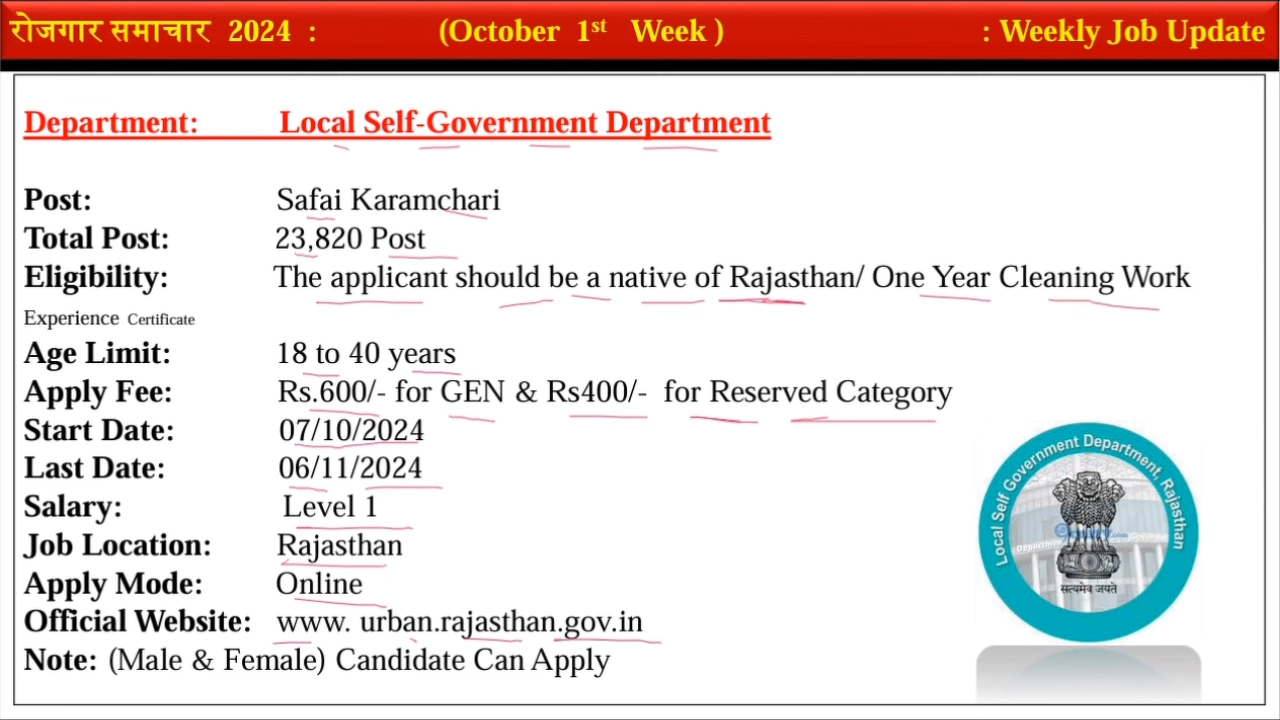 रोजगार समाचार 2024 : (October 1st Week ) : Weekly Job Update
Department: Local Self-Government Department
Post: Safai Karamchari
Total Post: 23,820 Post
Eligibility: The applicant should be a native of Rajasthan/ One Year Cleaning Work
Experience Certificate
Age Limit: 18 to 40 years
Apply Fee: Rs.600/- for GEN & Rs400/- for Reserved Category
Start Date: 07/10/2024
Last Date: 06/11/2024
Salary: Level 1
Job Location: Rajasthan
Apply Mode: Online
Official Website: www. urban.rajasthan.gov.in
Note: (Male & Female) Candidate Can Apply
Local Self Government Department, Rajasthan
सत्यमेव जयते